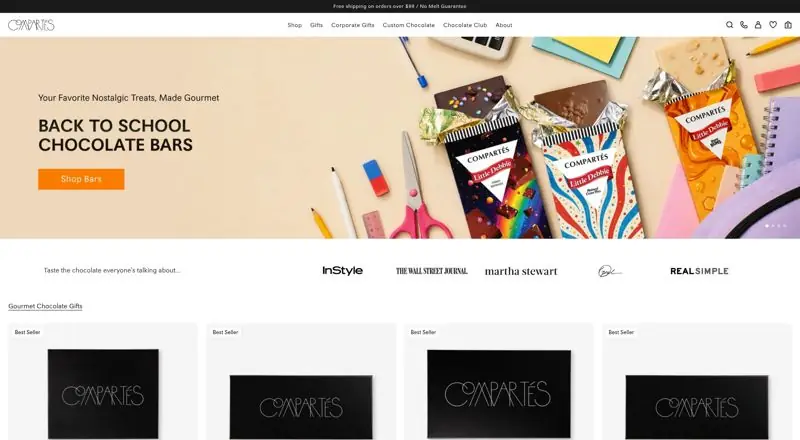 Free shipping on orders over $99 / No Melt Guarantee
COMPARTÉS
Shop
Gifts
Corporate Gifts
Custom Chocolate
Chocolate Club
About
0
Your Favorite Nostalgic Treats, Made Gourmet
BACK TO SCHOOL
CHOCOLATE BARS
Shop Bars
COMPARTÉS
Little Debbie
COMPARTÉS
Little Debbie
COMPARTÉS
Little Debbie
Taste the chocolate everyone's talking about...
InStyle
THE WALL STREET JOURNAL
martha stewart
REAL SIMPLE
Gourmet Chocolate Gifts
Best Seller
Best Seller
Best Seller
Best Seller
COMPARTÉS
COMPARTÉS
COMPARTÉS
COMPARTÉS